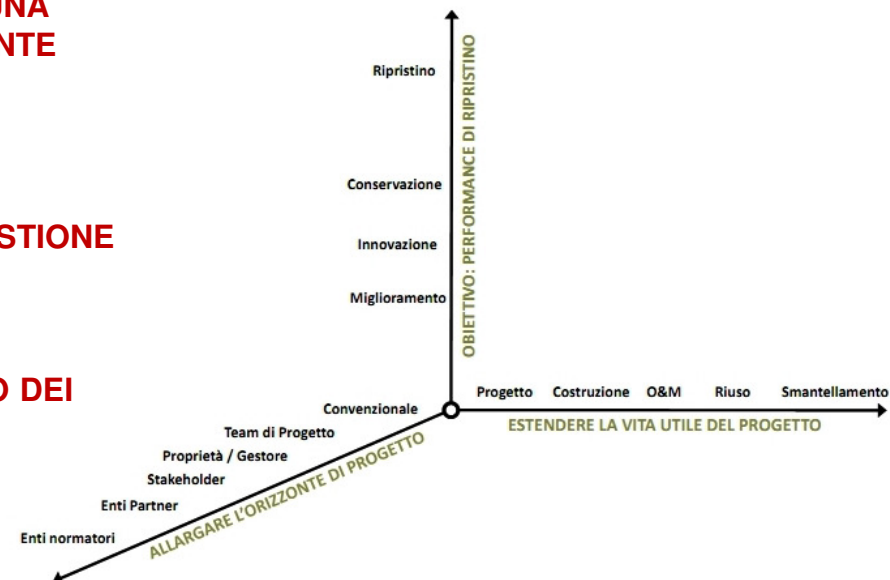 UNA
NTE
STIONE
O DEI
Ripristino
Conservazione
Innovazione
Miglioramento
Convenzionale
OBIETTIVO: PERFORMANCE DI RIPRISTINO
Progetto Costruzione O&M Riuso Smantellamento
ESTENDERE LA VITA UTILE DEL PROGETTO
Team di Progetto
Proprietà / Gestore
Stakeholder
Enti Partner
Enti normatori
ALLARGARE L'ORIZZONTE DI PROGETTO